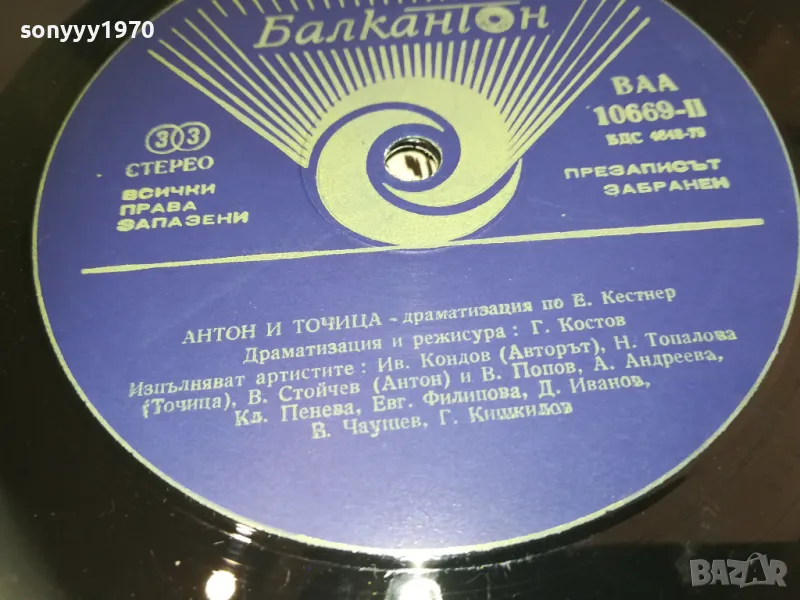 sonyyy1970
Балкантон
ВАА
10669-II
БДС 4848-79
33
СТЕРЕО
ВСИЧКИ
ПРАВА
ЗАПАЗЕНИ
ПРЕЗАПИСЪТ
ЗАБРАНЕН
АНТОН И ТОЧИЦА - драматизация по Е. Кестнер
Драматизация и режисура: Г. Костов
Изпълняват артистите: Ив. Кондов (Авторът), Н. Топалова
(Точица), В. Стойчев (Антон) и В. Попов, А. Андреева,
Кл. Пенева, Евг. Филипова, Д. Иванов,
В. Чаушев, Г. Кишкилов
BAZAR
bg